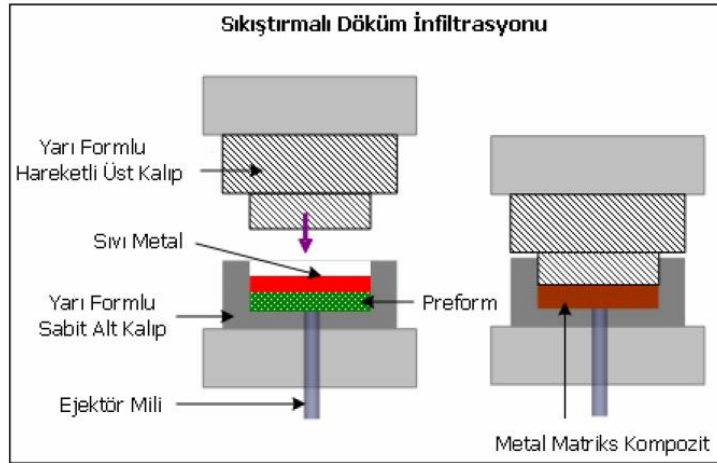 Sıkıştırmalı Döküm İnfiltrasyonu
Yarı Formlu
Hareketli Üst Kalıp
Sıvı Metal
Yarı Formlu
Sabit Alt Kalıp
Preform
Ejektör Mili
Metal Matriks Kompozit